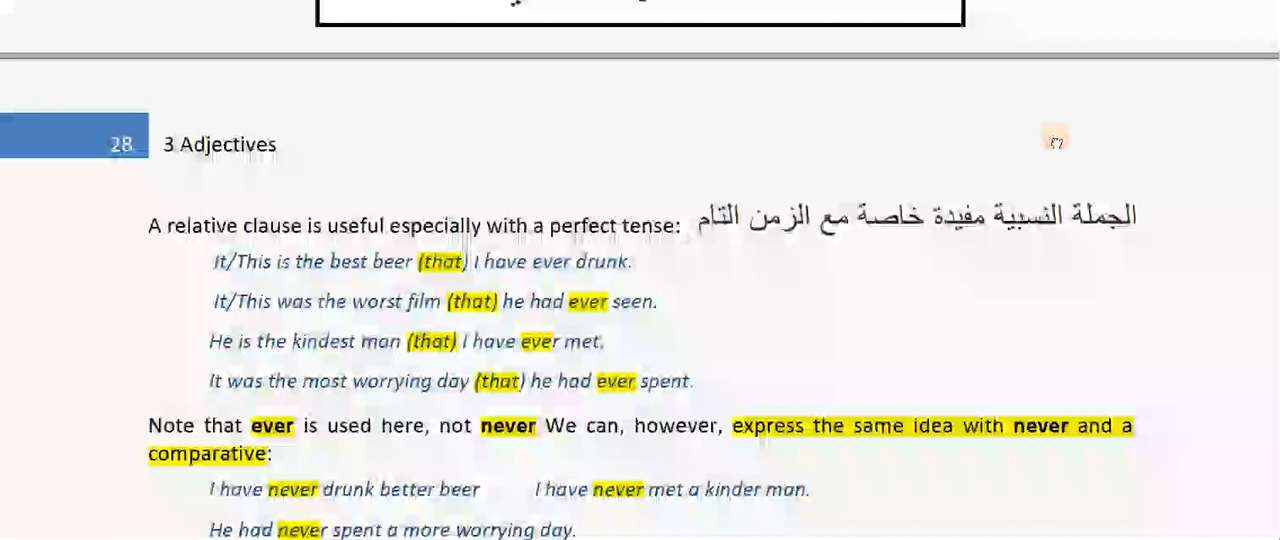 28 3 Adjectives
A relative clause is useful especially with a perfect tense: الجملة النسبية مفيدة خاصة مع الزمن التام
It/This is the best beer (that) I have ever drunk.
It/This was the worst film (that) he had ever seen.
He is the kindest man (that) I have ever met.
It was the most worrying day (that) he had ever spent.
Note that ever is used here, not never We can, however, express the same idea with never and a
comparative:
I have never drunk better beer I have never met a kinder man.
He had never spent a more worrying day.